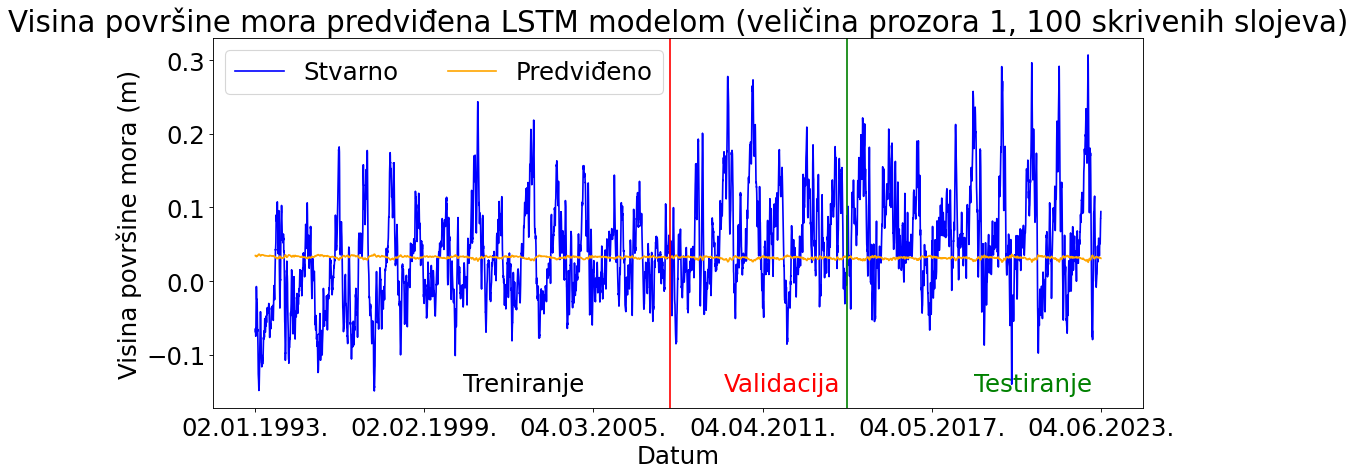 Visina površine mora predviđena LSTM modelom (veličina prozora 1, 100 skrivenih slojeva)
Stvarno Predviđeno
Visina površine mora (m)
0.3
0.2
0.1
0.0
−0.1
Treniranje Validacija Testiranje
02.01.1993. 02.02.1999. 04.03.2005. 04.04.2011. 04.05.2017. 04.06.2023.
Datum